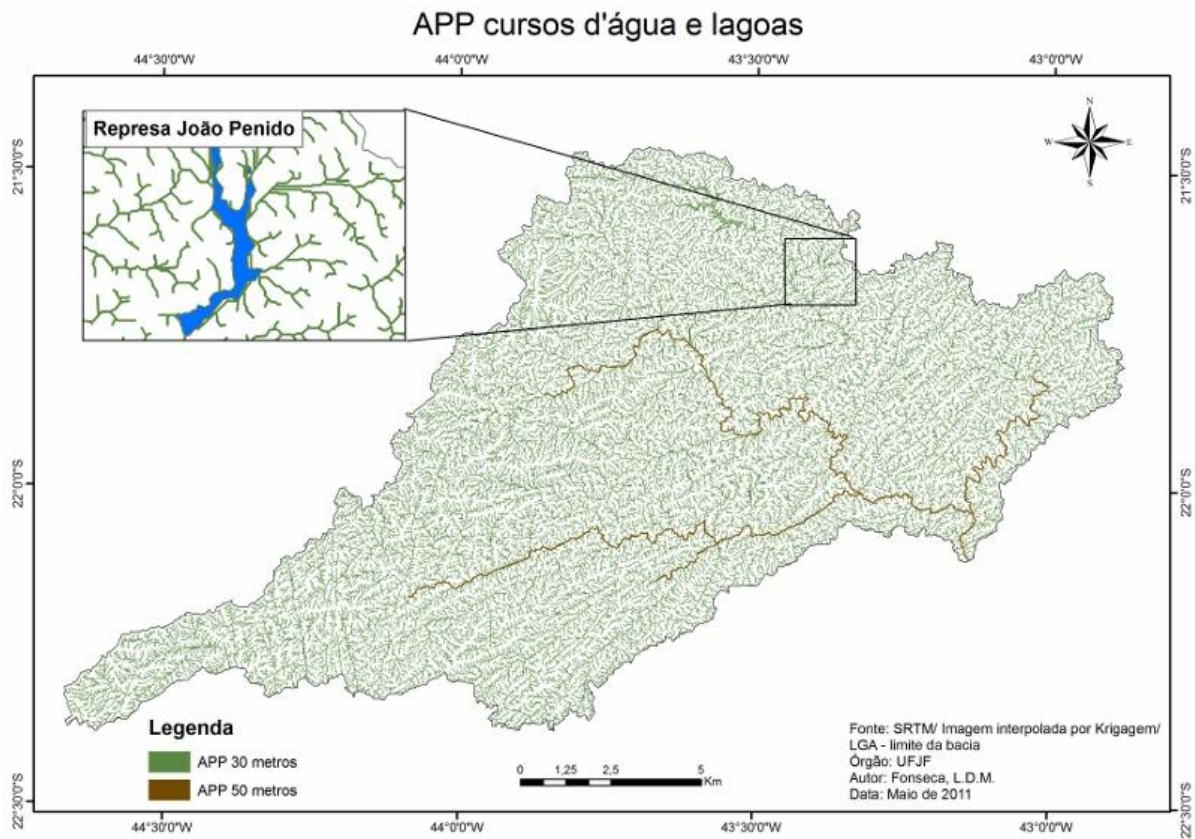 APP cursos d'água e lagoas
44°30'0"W
44°0'0"W
43°30'0"W
43°0'0"W
Represa João Penido
N
W
E
S
21°30'0"S
21°30'0"S
22°0'0"S
22°0'0"S
22°30'0"S
22°30'0"S
Legenda
APP 30 metros
APP 50 metros
0 1,25 2,5 5
Km
Fonte: SRTM/ Imagem interpolada por Krigagem/
LGA - limite da bacia
Órgão: UFJF
Autor: Fonseca, L.D.M.
Data: Maio de 2011
44°30'0"W
44°0'0"W
43°30'0"W
43°0'0"W